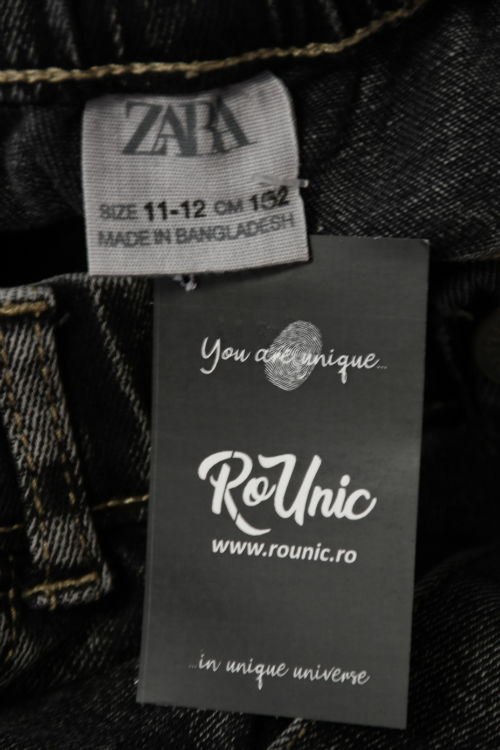 ZARA
SIZE 11-12 CM 152
MADE IN BANGLADESH
You are unique...
RoUnic
www.rounic.ro
...in unique universe